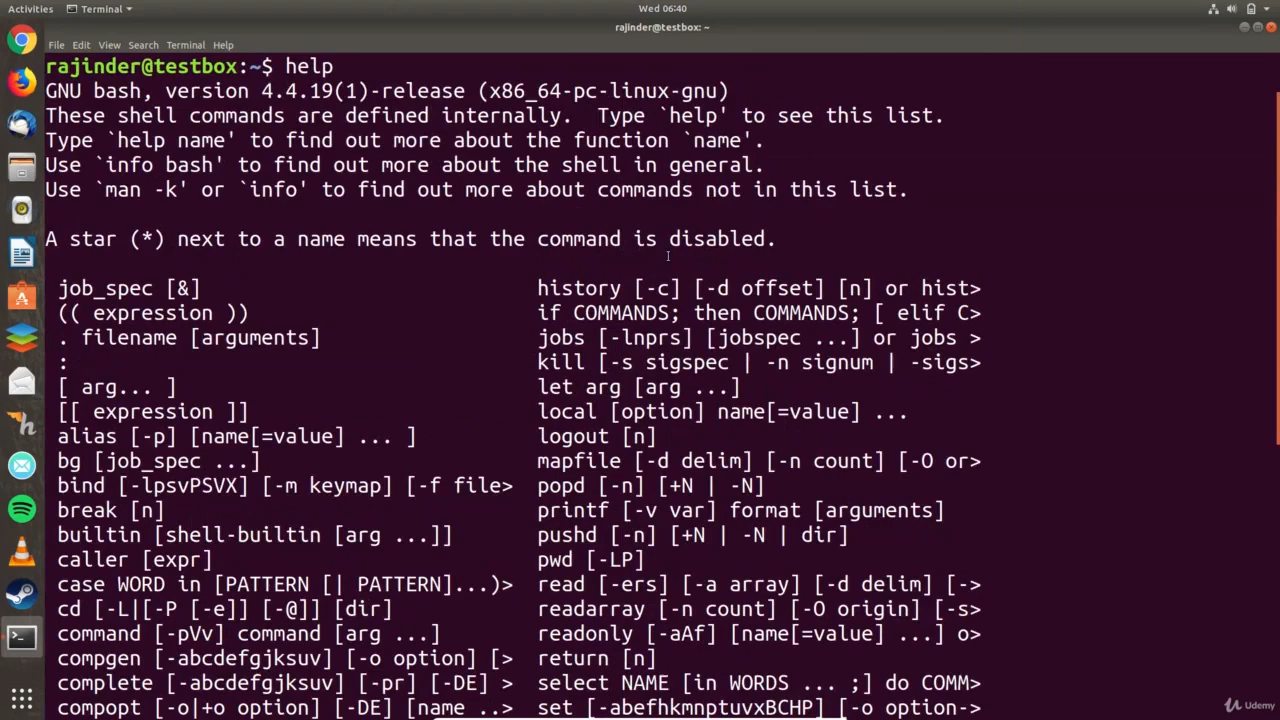 Activities Terminal Wed 06:40
rajinder@testbox: ~
File Edit View Search Terminal Help
rajinder@testbox:~$ help
GNU bash, version 4.4.19(1)-release (x86_64-pc-linux-gnu)
These shell commands are defined internally.  Type `help' to see this list.
Type `help name' to find out more about the function `name'.
Use `info bash' to find out more about the shell in general.
Use `man -k' or `info' to find out more about commands not in this list.
A star (*) next to a name means that the command is disabled.
job_spec [&] history [-c] [-d offset] [n] or hist>
(( expression )) if COMMANDS; then COMMANDS; [ elif C>
. filename [arguments] jobs [-lnprs] [jobspec ...] or jobs >
: kill [-s sigspec | -n signum | -sigs>
[ arg... ] let arg [arg ...]
[[ expression ]] local [option] name[=value] ...
alias [-p] [name[=value] ... ] logout [n]
bg [job_spec ...] mapfile [-d delim] [-n count] [-O or>
bind [-lpsvPSVX] [-m keymap] [-f file> popd [-n] [+N | -N]
break [n] printf [-v var] format [arguments]
builtin [shell-builtin [arg ...]] pushd [-n] [+N | -N | dir]
caller [expr] pwd [-LP]
case WORD in [PATTERN [| PATTERN]...)> read [-ers] [-a array] [-d delim] [->
cd [-L|[-P [-e]] [-@]] [dir] readarray [-n count] [-O origin] [-s>
command [-pVv] command [arg ...] readonly [-aAf] [name[=value] ...] o>
compgen [-abcdefgjksuv] [-o option] [> return [n]
complete [-abcdefgjksuv] [-pr] [-DE] > select NAME [in WORDS ... ;] do COMM>
compopt [-o|+o option] [-DE] [name ..> set [-abefhkmnptuvxBCHP] [-o option->
Udemy